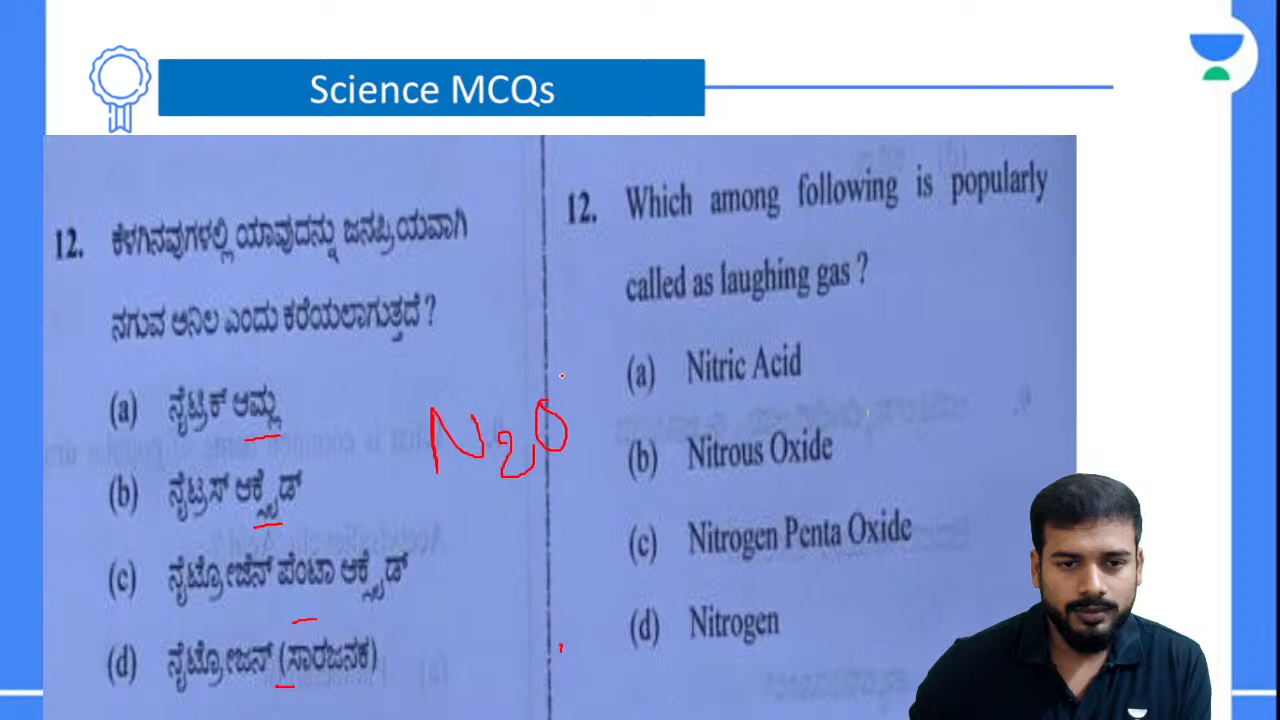 Science MCQs
12. ಕೆಳಗಿನವುಗಳಲ್ಲಿ ಯಾವುದನ್ನು ಜನಪ್ರಿಯವಾಗಿ
ನಗುವ ಅನಿಲ ಎಂದು ಕರೆಯಲಾಗುತ್ತದೆ ?
(a) ನೈಟ್ರಿಕ್ ಆಮ್ಲ
(b) ನೈಟ್ರಸ್ ಆಕ್ಸೈಡ್
(c) ನೈಟ್ರೋಜೆನ್ ಪೆಂಟಾ ಆಕ್ಸೈಡ್
(d) ನೈಟ್ರೋಜನ್ (ಸಾರಜನಕ)
N2O
12. Which among following is popularly
called as laughing gas ?
(a) Nitric Acid
(b) Nitrous Oxide
(c) Nitrogen Penta Oxide
(d) Nitrogen